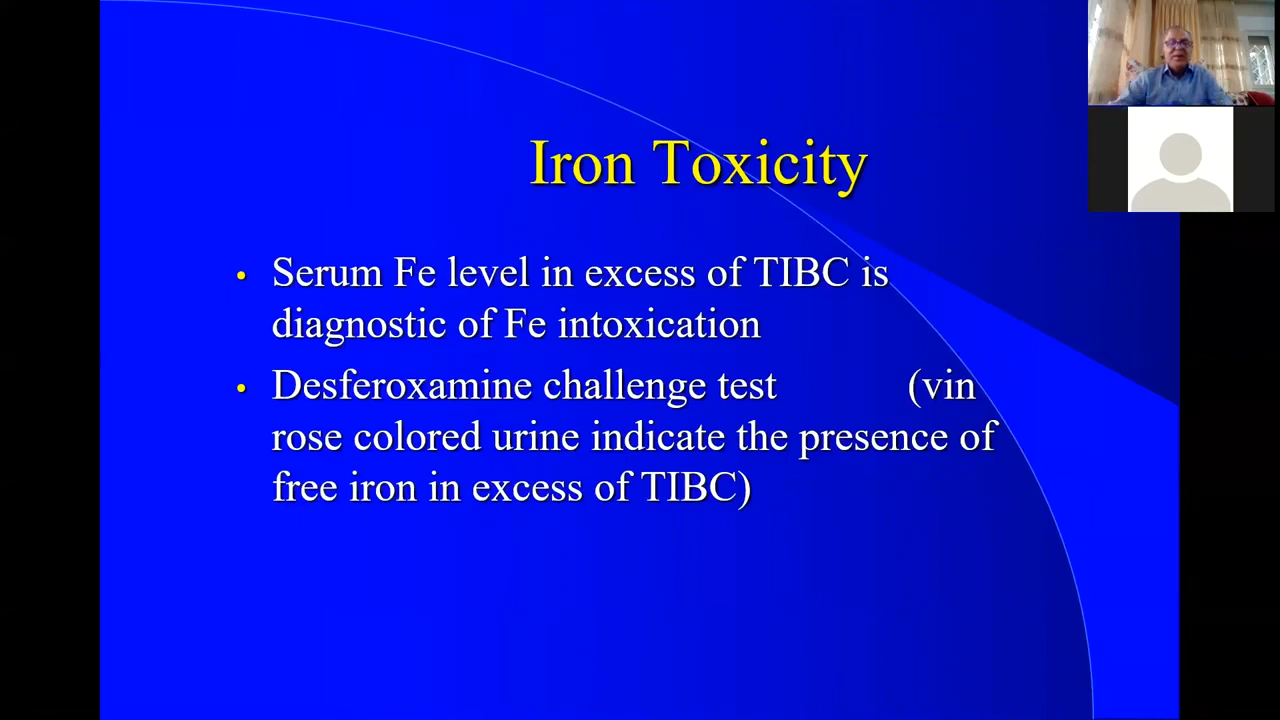 Iron Toxicity
• Serum Fe level in excess of TIBC is
diagnostic of Fe intoxication
• Desferoxamine challenge test (vin
rose colored urine indicate the presence of
free iron in excess of TIBC)